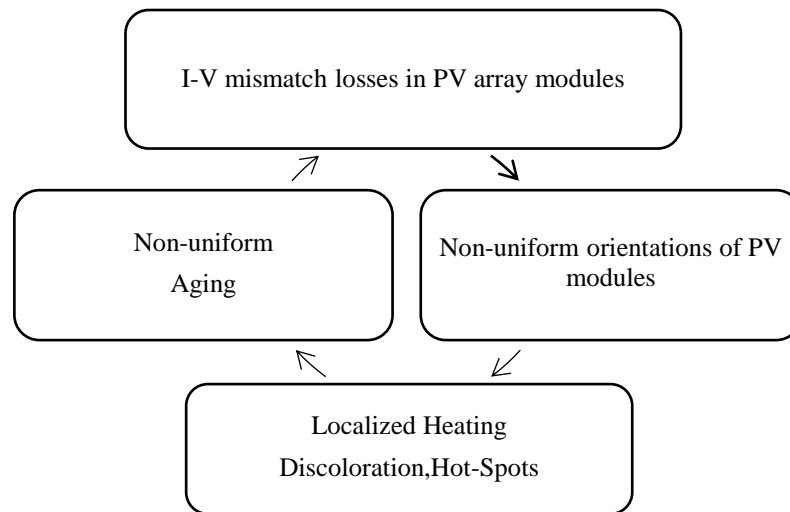 I-V mismatch losses in PV array modules
Non-uniform
Aging
Non-uniform orientations of PV
modules
Localized Heating
Discoloration,Hot-Spots